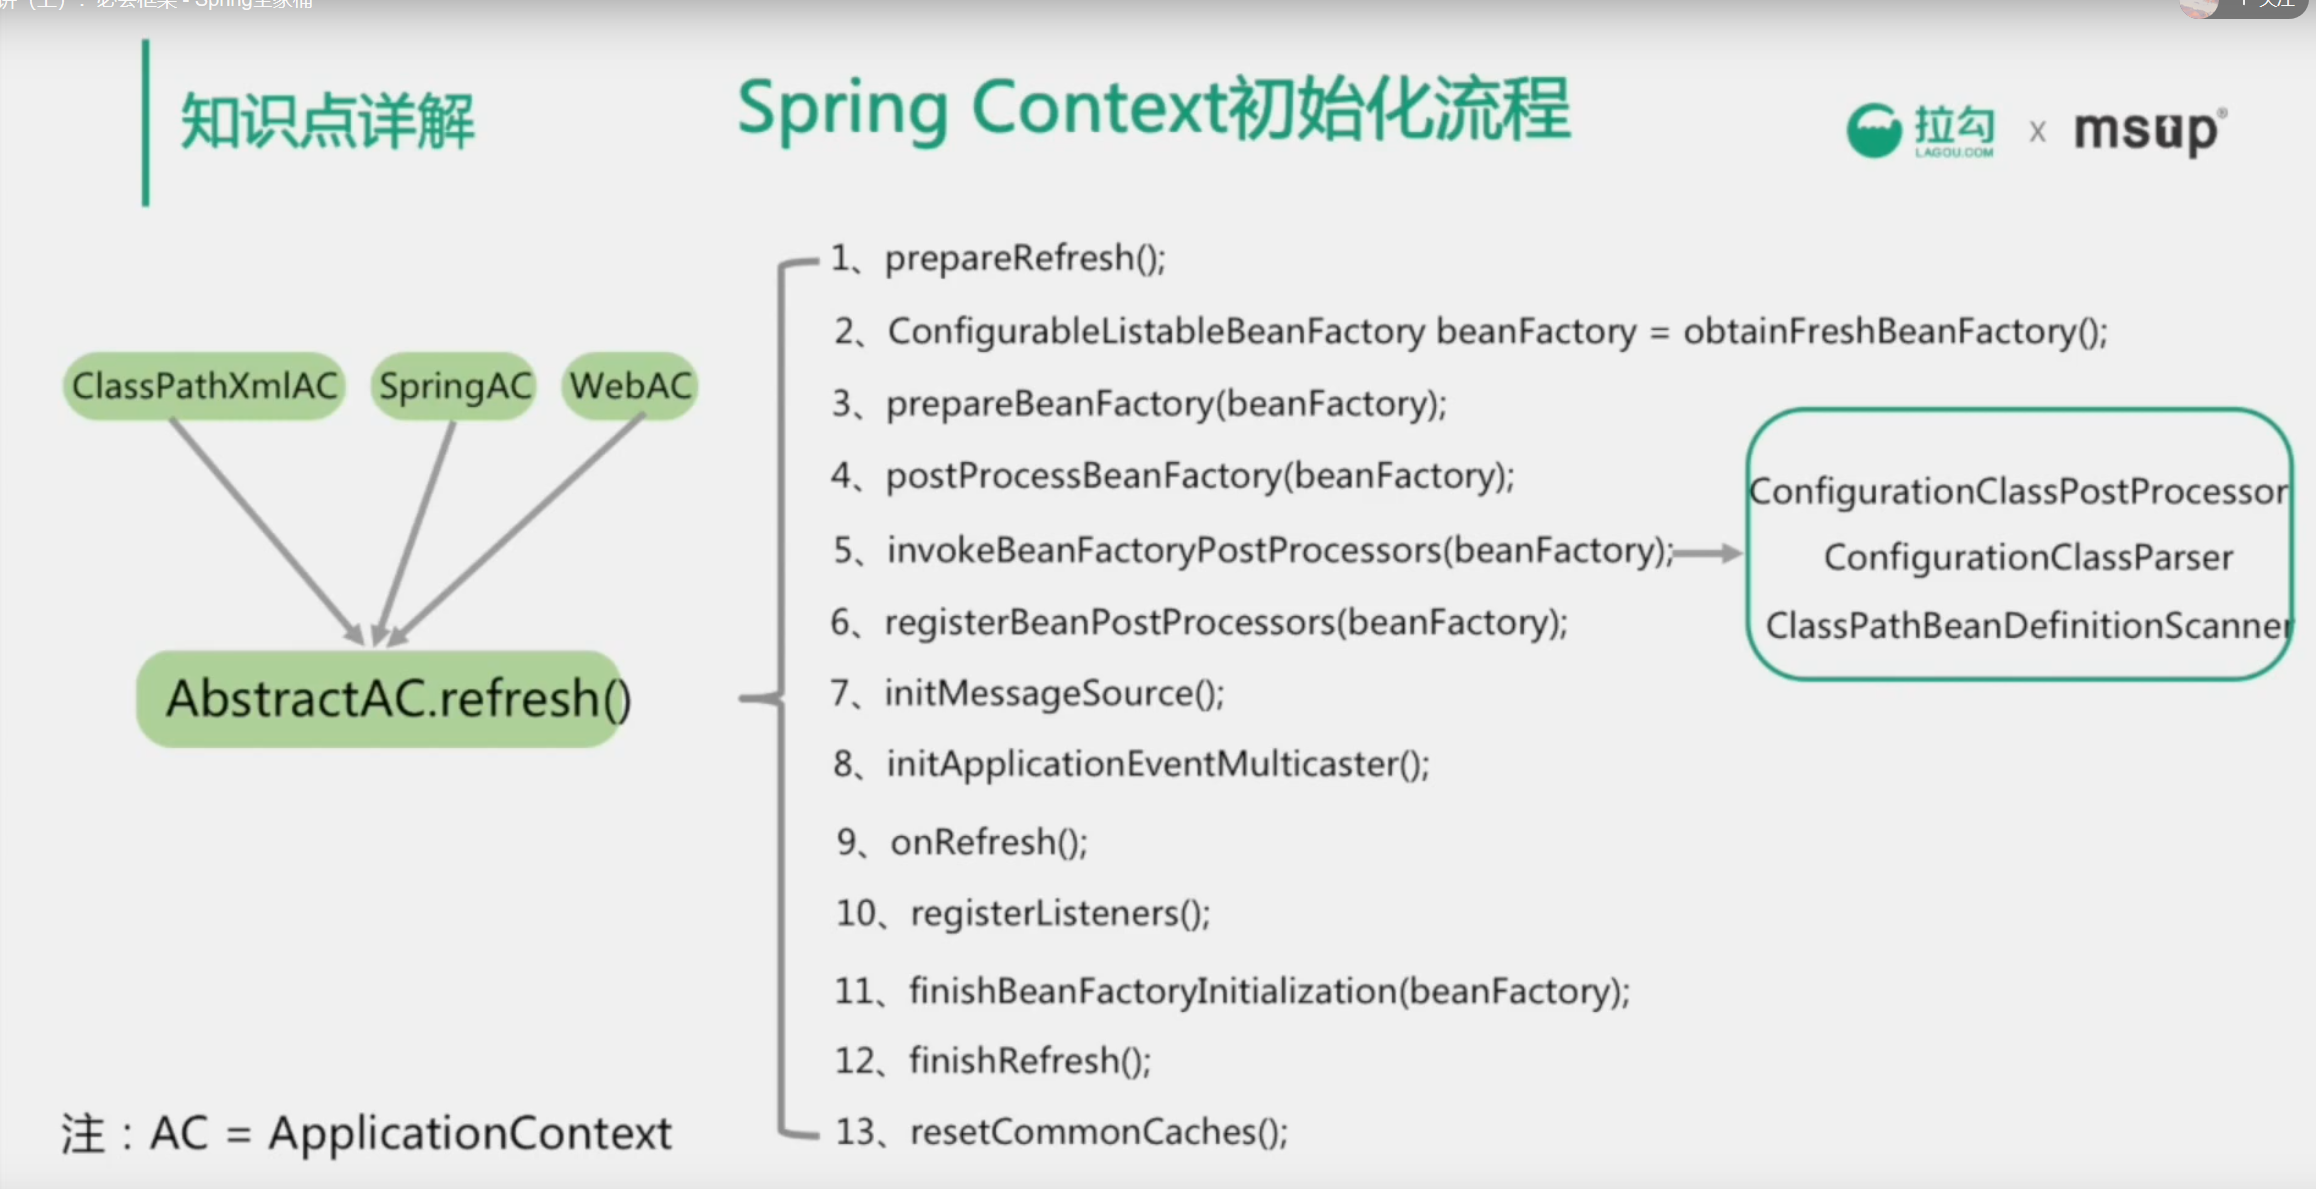 必会框架 - Spring全家桶
关注
知识点详解
Spring Context初始化流程
拉勾
LAGOU.COM
x
msup®
ClassPathXmlAC
SpringAC
WebAC
AbstractAC.refresh()
注：AC = ApplicationContext
1、prepareRefresh();
2、ConfigurableListableBeanFactory beanFactory = obtainFreshBeanFactory();
3、prepareBeanFactory(beanFactory);
4、postProcessBeanFactory(beanFactory);
5、invokeBeanFactoryPostProcessors(beanFactory);
6、registerBeanPostProcessors(beanFactory);
7、initMessageSource();
8、initApplicationEventMulticaster();
9、onRefresh();
10、registerListeners();
11、finishBeanFactoryInitialization(beanFactory);
12、finishRefresh();
13、resetCommonCaches();
ConfigurationClassPostProcessor
ConfigurationClassParser
ClassPathBeanDefinitionScanner